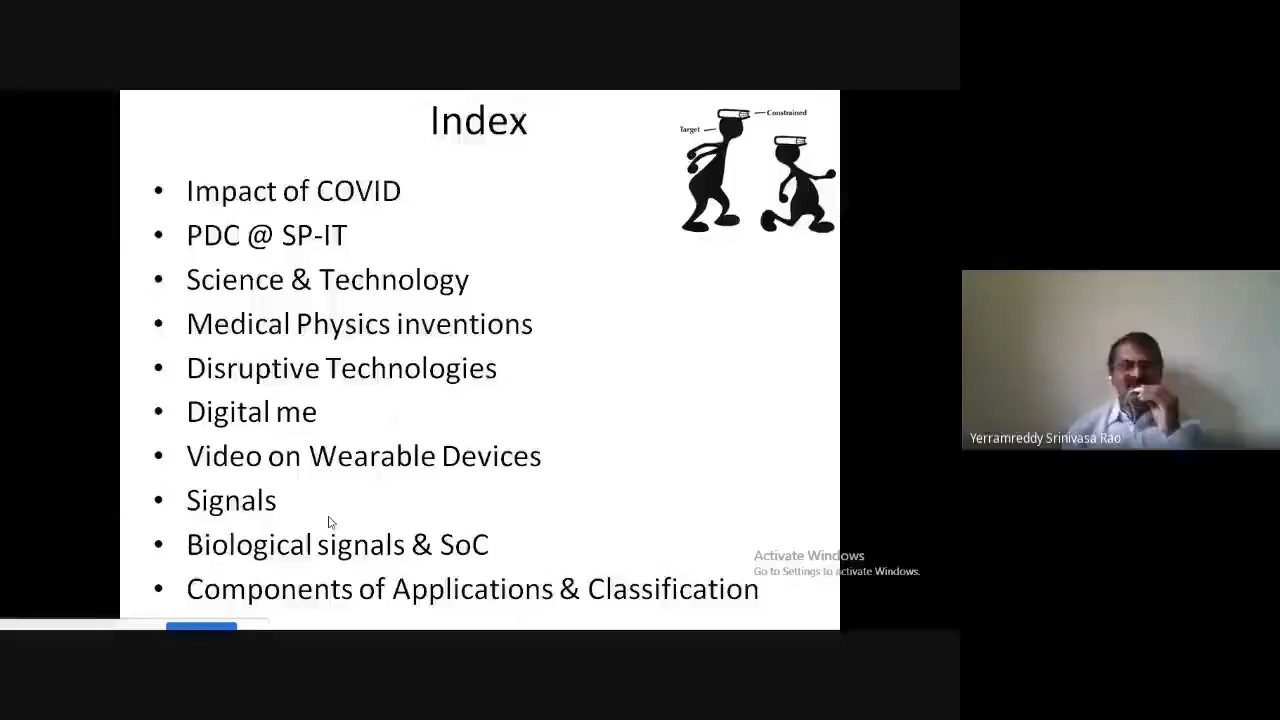 Index
Target
Constrained
• Impact of COVID
• PDC @ SP-IT
• Science & Technology
• Medical Physics inventions
• Disruptive Technologies
• Digital me
• Video on Wearable Devices
• Signals
• Biological signals & SoC
• Components of Applications & Classification
Activate Windows
Go to Settings to activate Windows.
Yerramreddy Srinivasa Rao